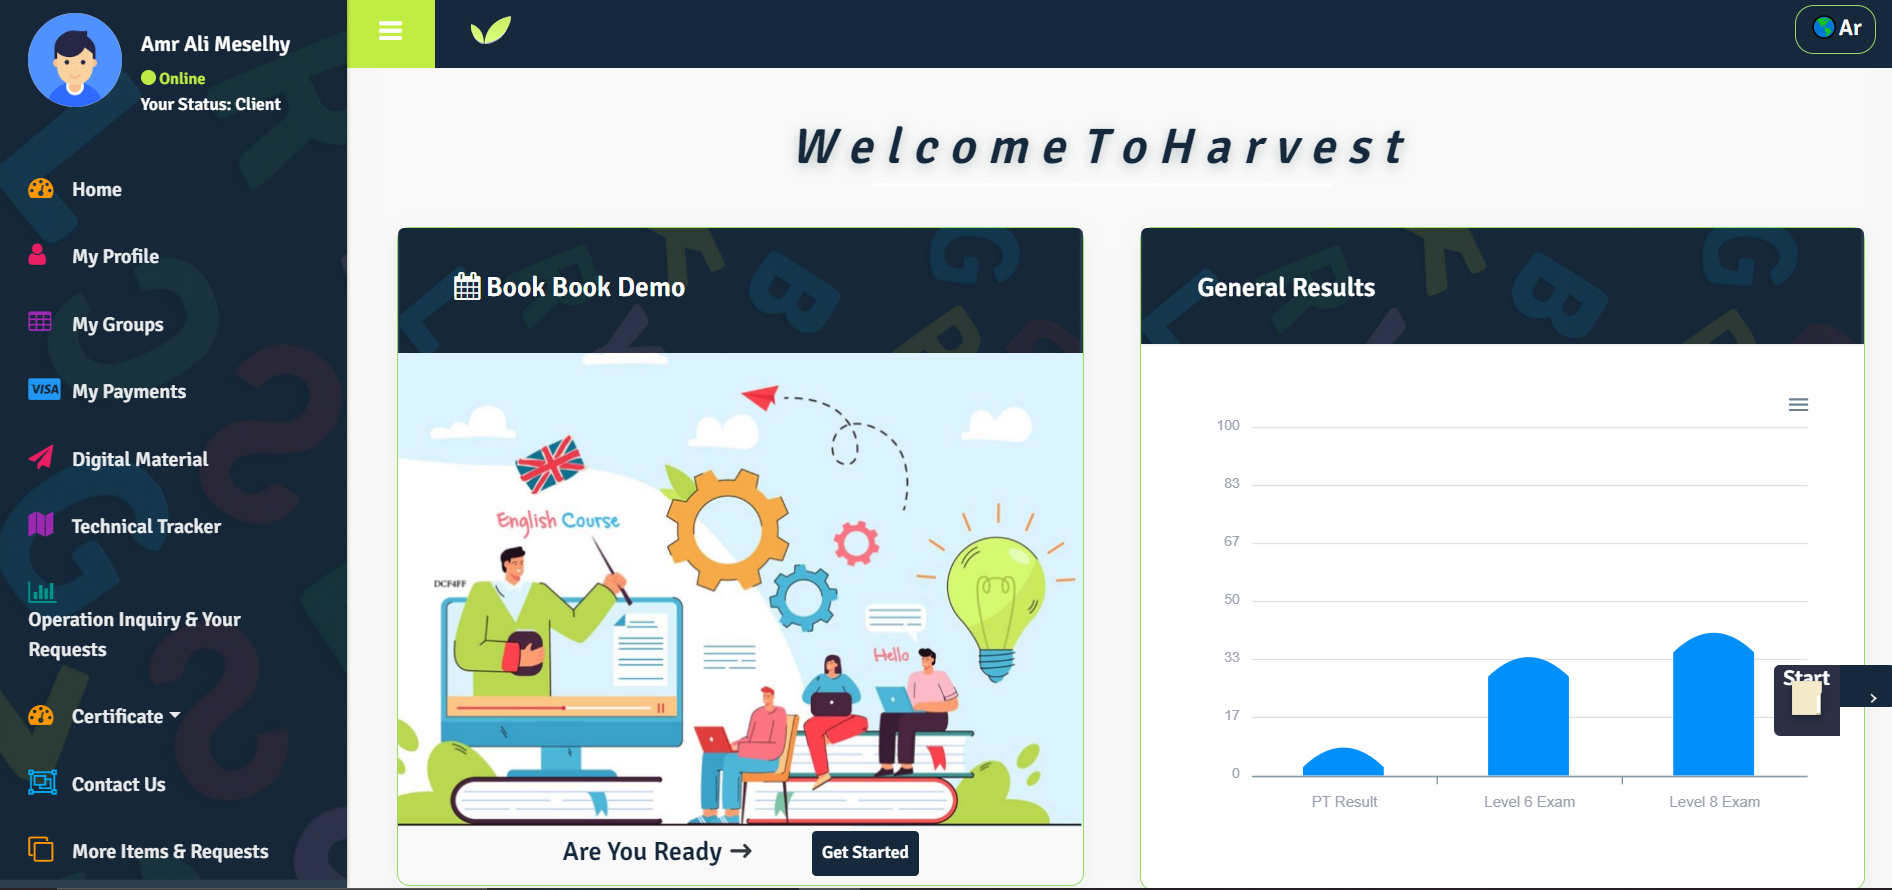 Amr Ali Meselhy
Online
Your Status: Client
Home
My Profile
My Groups
VISA My Payments
Digital Material
Technical Tracker
Operation Inquiry & Your
Requests
Certificate
Contact Us
More Items & Requests
Ar
Welcome To Harvest
Book Book Demo
English Course
DCF4FF
Hello
Are You Ready →
Get Started
General Results
100
83
67
50
33
17
0
PT Result
Level 6 Exam
Level 8 Exam
Start